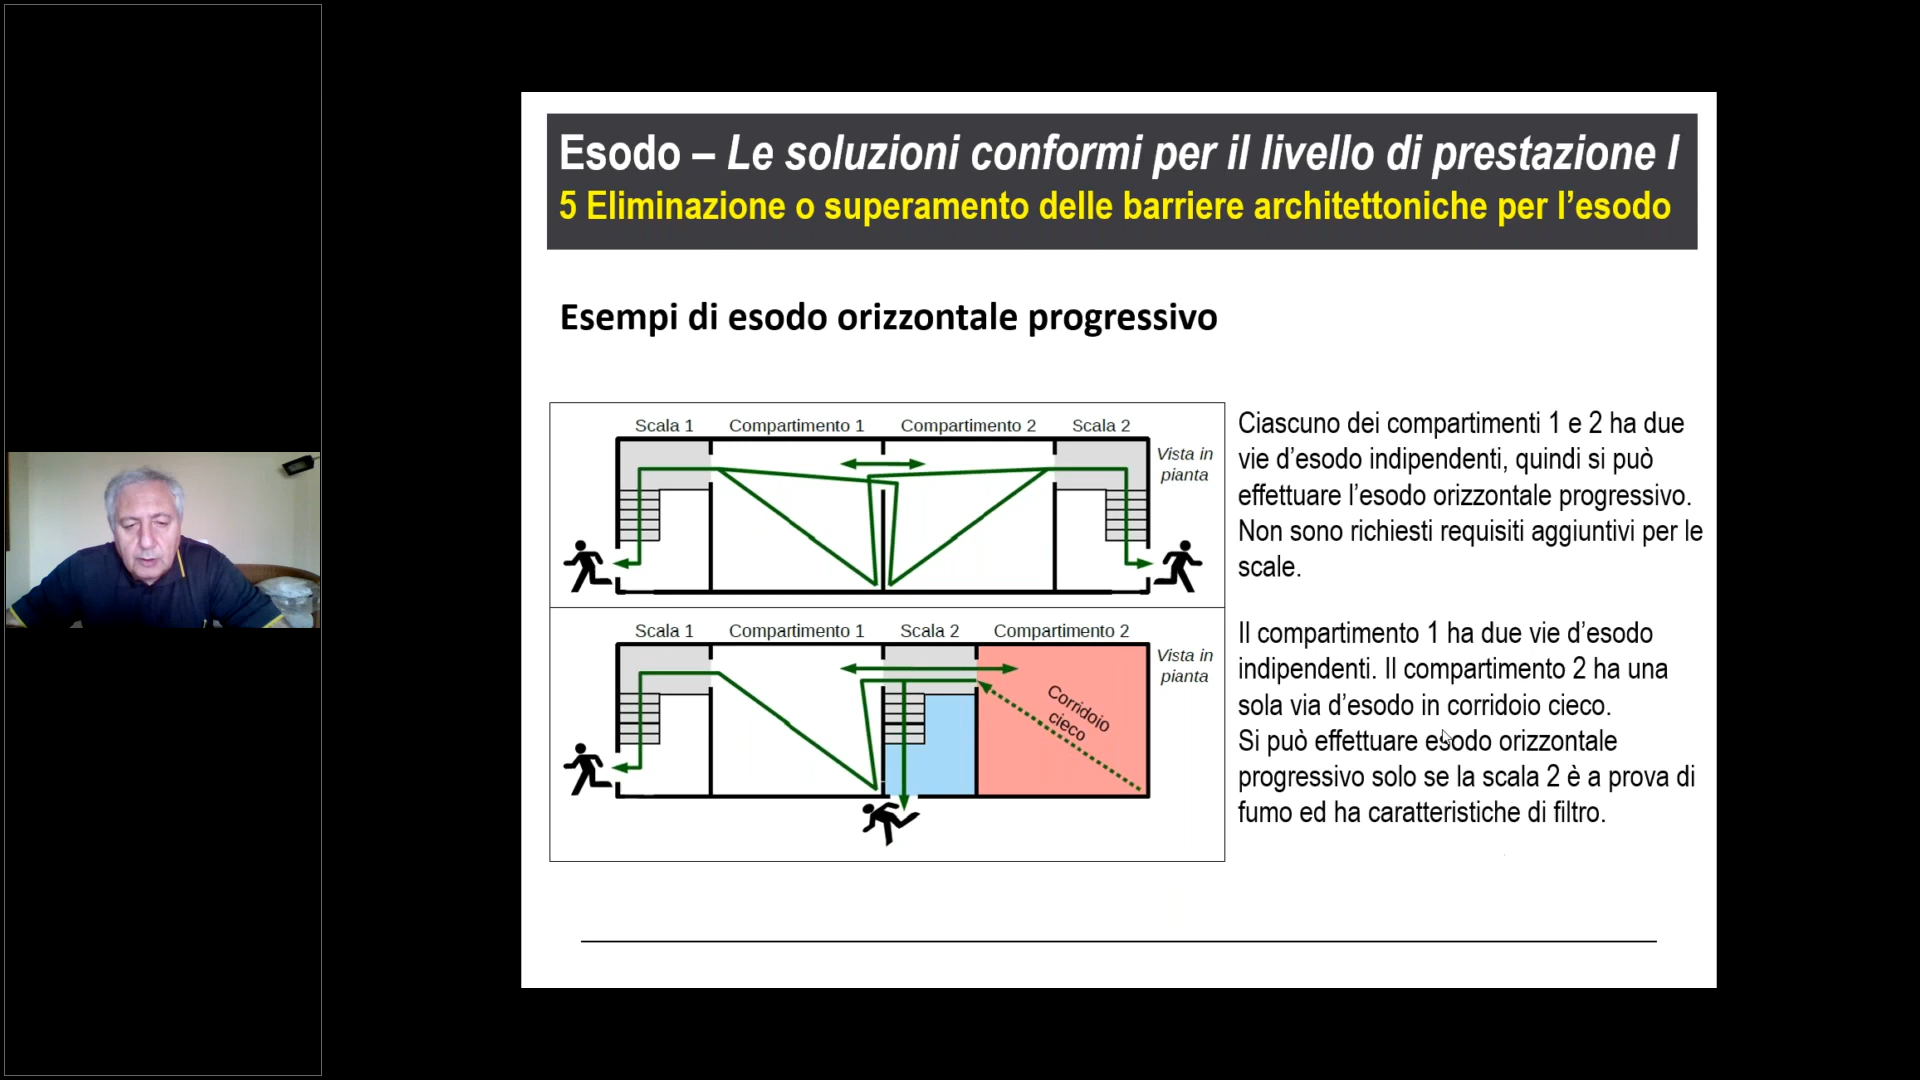 Esodo – Le soluzioni conformi per il livello di prestazione I
5 Eliminazione o superamento delle barriere architettoniche per l’esodo
Esempi di esodo orizzontale progressivo
Scala 1
Compartimento 1
Compartimento 2
Scala 2
Vista in
pianta
Ciascuno dei compartimenti 1 e 2 ha due
vie d’esodo indipendenti, quindi si può
effettuare l’esodo orizzontale progressivo.
Non sono richiesti requisiti aggiuntivi per le
scale.
Scala 1
Compartimento 1
Scala 2
Compartimento 2
Vista in
pianta
Corridoio
cieco
Il compartimento 1 ha due vie d’esodo
indipendenti. Il compartimento 2 ha una
sola via d’esodo in corridoio cieco.
Si può effettuare esodo orizzontale
progressivo solo se la scala 2 è a prova di
fumo ed ha caratteristiche di filtro.